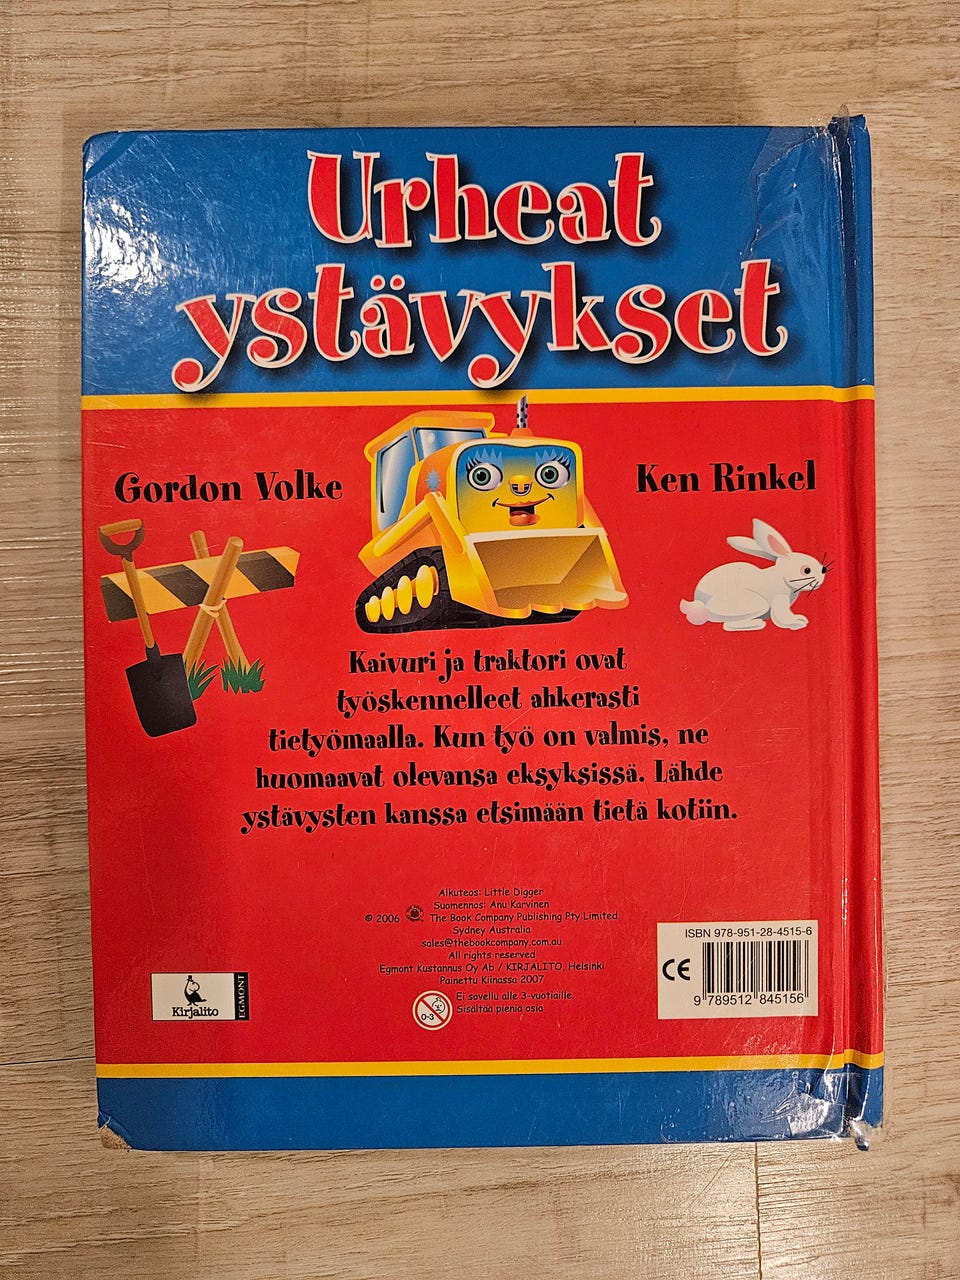 Urheat
ystävykset
Gordon Volke
Ken Rinkel
Kaivuri ja traktori ovat
työskennelleet ahkerasti
tietyömaalla. Kun työ on valmis, ne
huomaavat olevansa eksyksissä. Lähde
ystävysten kanssa etsimään tietä kotiin.
Alkuteos: Little Digger
Suomennos: Anu Karvinen
© 2006 The Book Company Publishing Pty Limited
Sydney Australia
sales@thebookcompany.com.au
All rights reserved
Egmont Kustannus Oy Ab / KIRJALITO, Helsinki
Painettu Kiinassa 2007
0-3
Ei sovellu alle 3-vuotiaille.
Sisältää pieniä osia
Kirjalito
EGMONT
ISBN 978-951-28-4515-6
CE
9 789512 845156